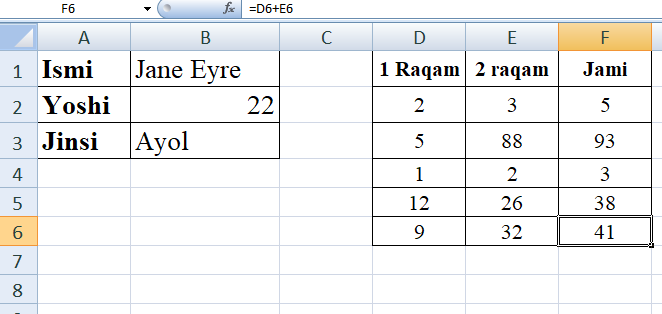 F6 fx =D6+E6
A B C D E F
1 Ismi Jane Eyre 1 Raqam 2 raqam Jami
2 Yoshi 22 2 3 5
3 Jinsi Ayol 5 88 93
4 1 2 3
5 12 26 38
6 9 32 41
7
8